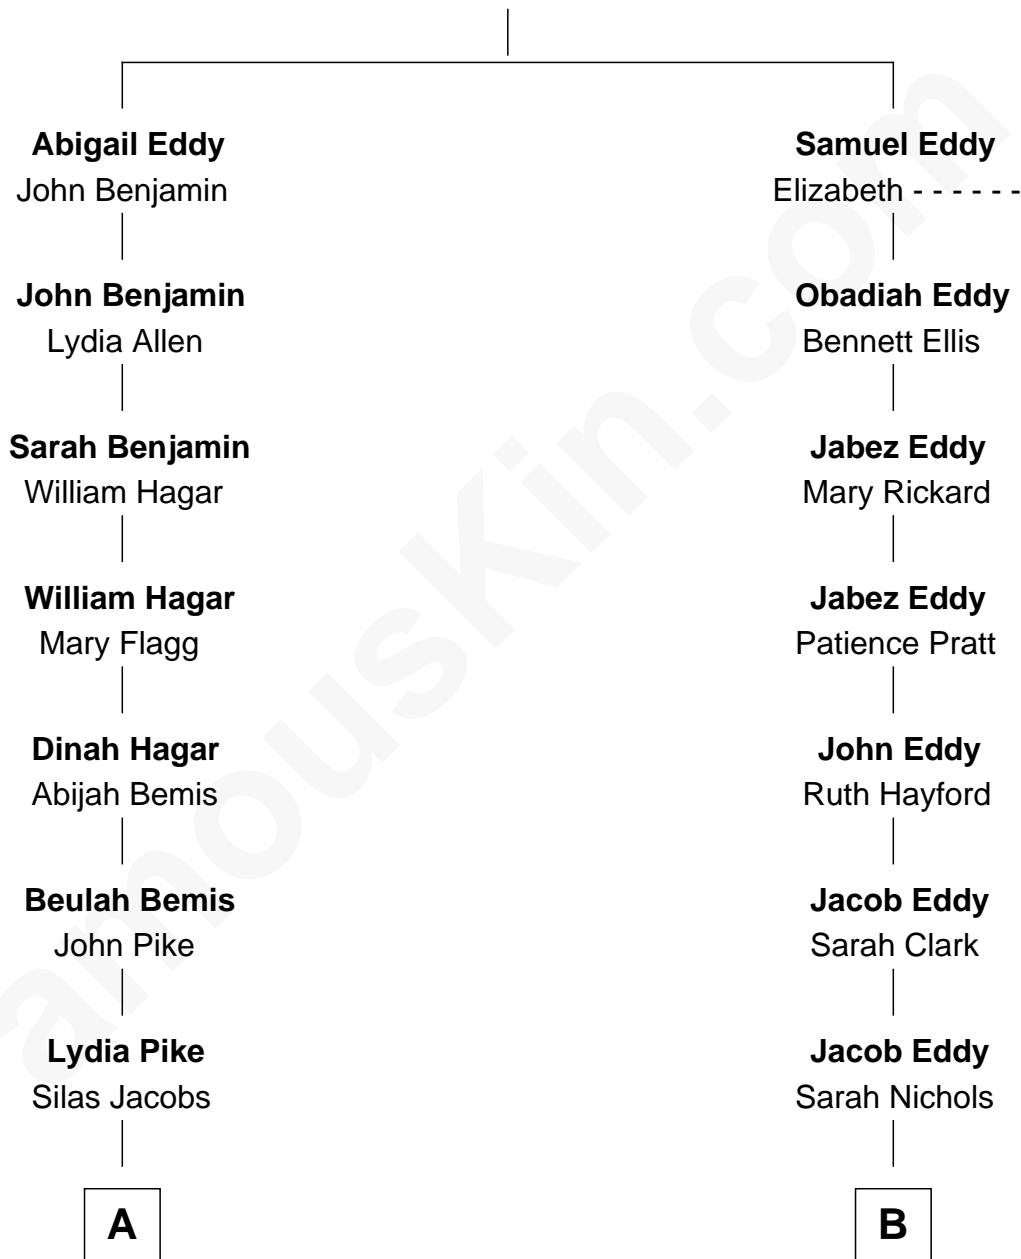 Abigail Eddy
John Benjamin
John Benjamin
Lydia Allen
Sarah Benjamin
William Hagar
William Hagar
Mary Flagg
Dinah Hagar
Abijah Bemis
Beulah Bemis
John Pike
Lydia Pike
Silas Jacobs
A
Samuel Eddy
Elizabeth - - - - - -
Obadiah Eddy
Bennett Ellis
Jabez Eddy
Mary Rickard
Jabez Eddy
Patience Pratt
John Eddy
Ruth Hayford
Jacob Eddy
Sarah Clark
Jacob Eddy
Sarah Nichols
B
amouskin.com